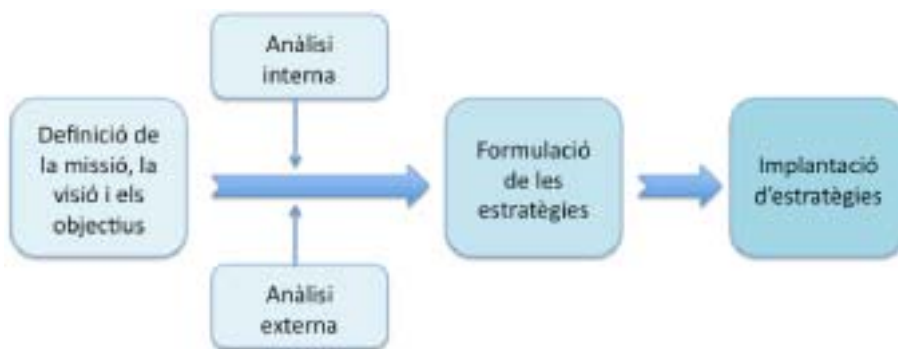 Anàlisi
interna
Definició de
la missió, la
visió i els
objectius
Formulació
de les
estratègies
Implantació
d'estratègies
Anàlisi
externa